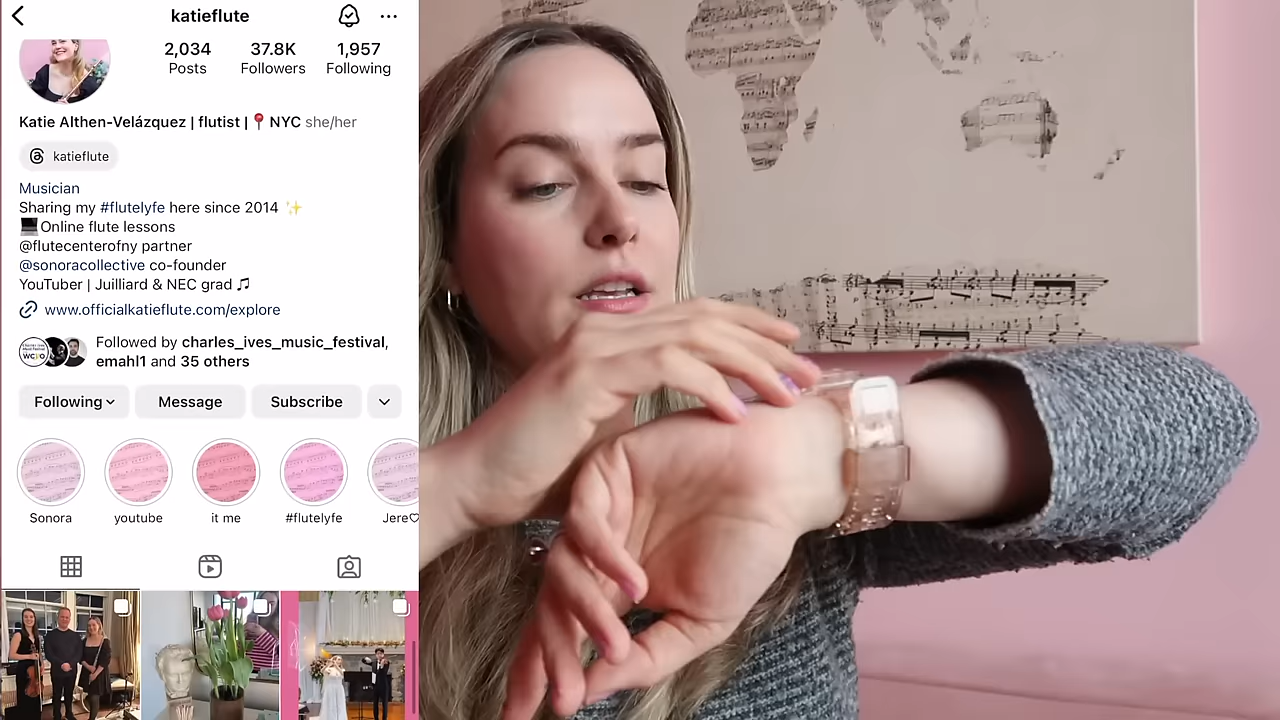 katieflute
2,034
37.8K
1,957
Posts
Followers
Following
Katie Althen-Velázquez | flutist |📍NYC she/her
katieflute
Musician
Sharing my #flutelyfe here since 2014 ✨
💻Online flute lessons
@flutecenterofny partner
@sonoracollective co-founder
YouTuber | Juilliard & NEC grad 🎵
www.officialkatieflute.com/explore
Followed by charles_ives_music_festival,
emahl1 and 35 others
Following
Message
Subscribe
Sonora
youtube
it me
#flutelyfe
Jere♡